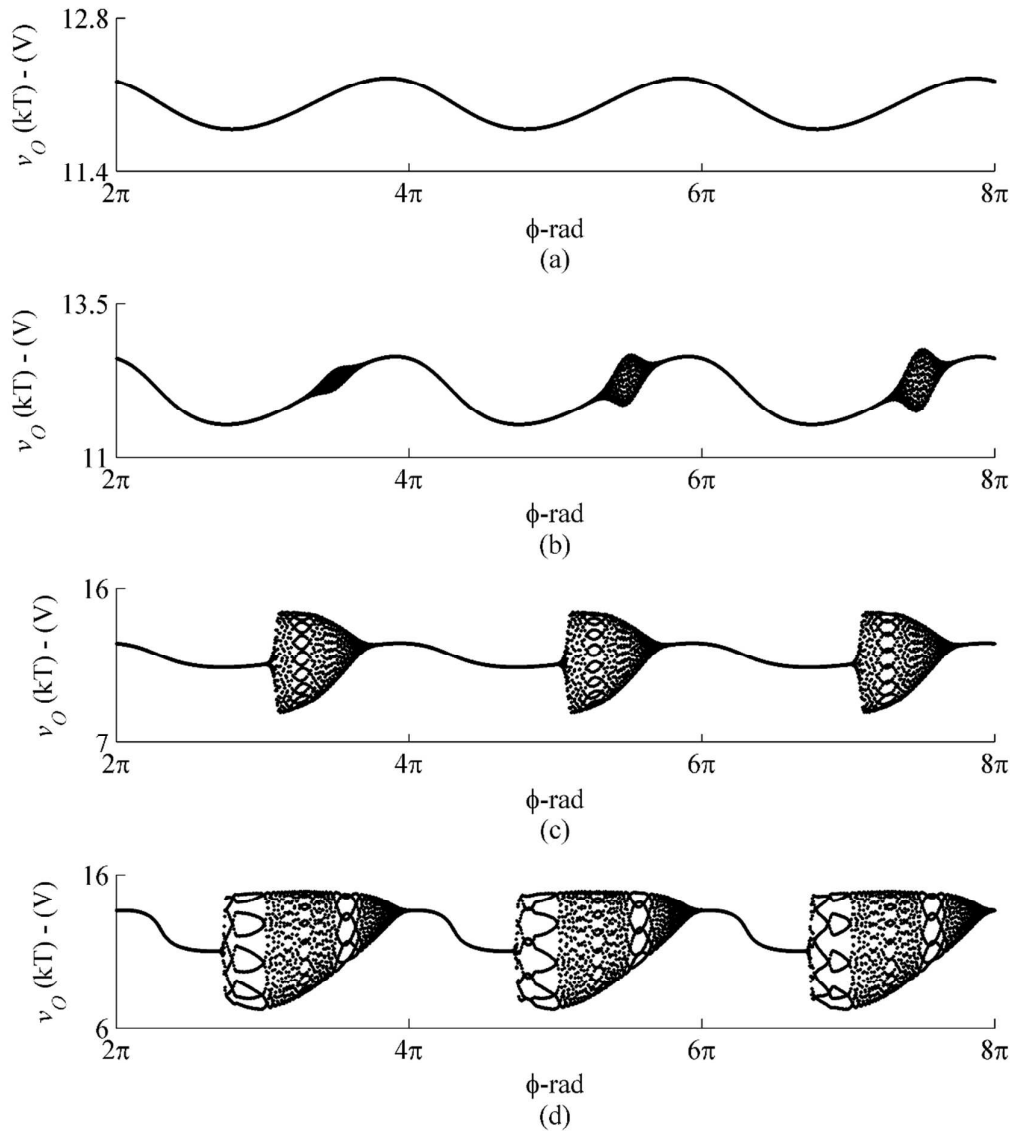 12.8
v_O (kT) - (V)
11.4
2π 4π 6π 8π
ϕ-rad
(a)
13.5
v_O (kT) - (V)
11
2π 4π 6π 8π
ϕ-rad
(b)
16
v_O (kT) - (V)
7
2π 4π 6π 8π
ϕ-rad
(c)
16
v_O (kT) - (V)
6
2π 4π 6π 8π
ϕ-rad
(d)